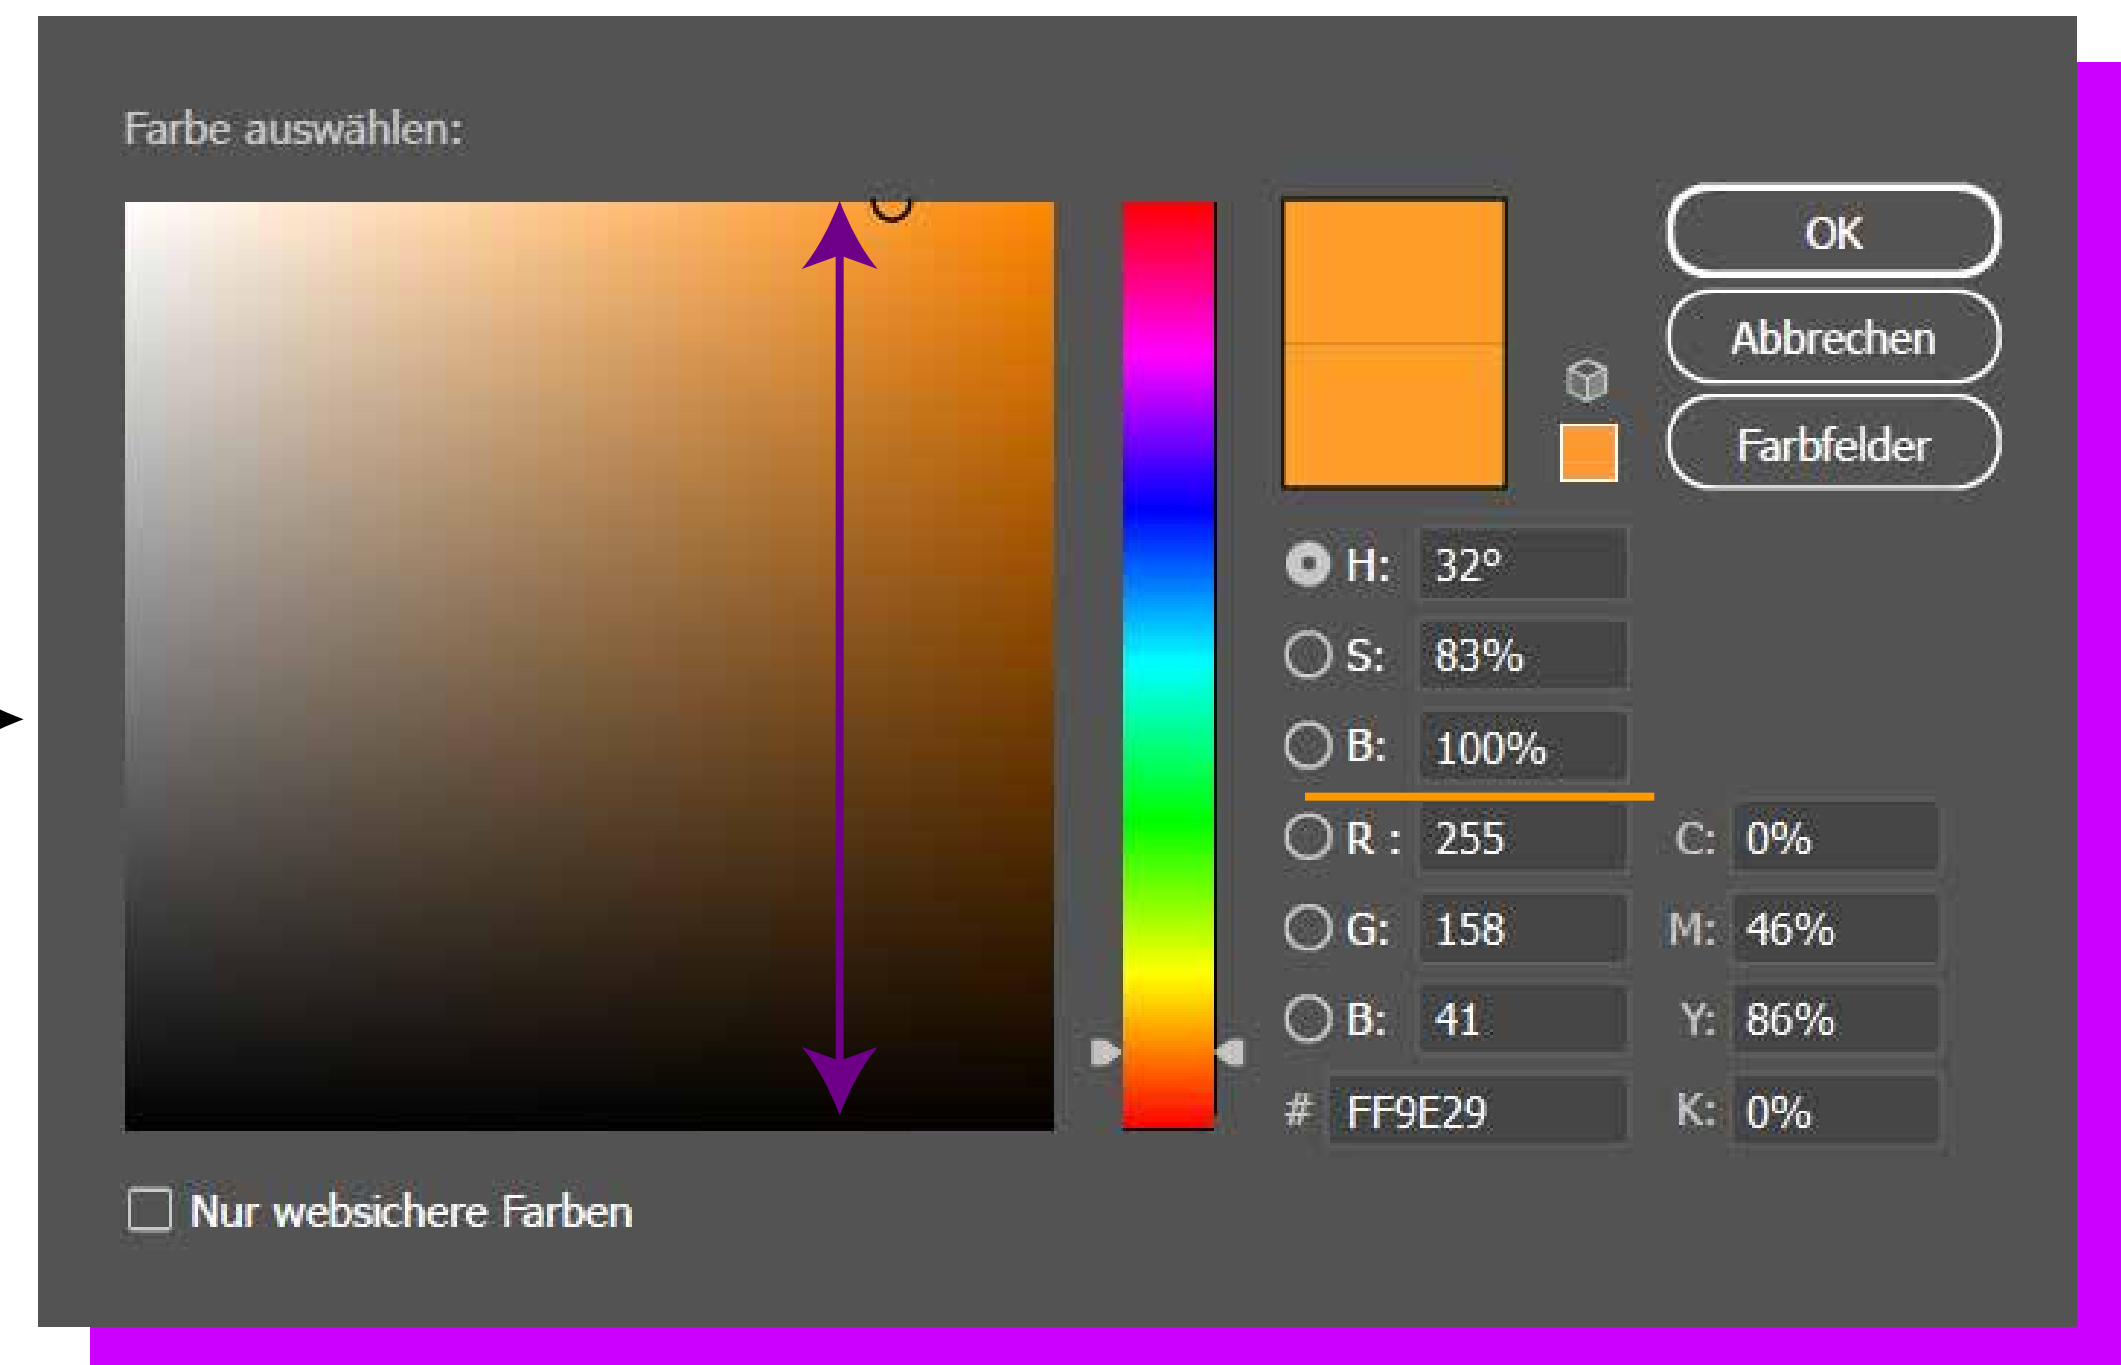 Farbe auswählen:
OK
Abbrechen
Farbfelder
H: 32°
S: 83%
B: 100%
R : 255 C: 0%
G: 158 M: 46%
B: 41 Y: 86%
# FF9E29 K: 0%
Nur websichere Farben